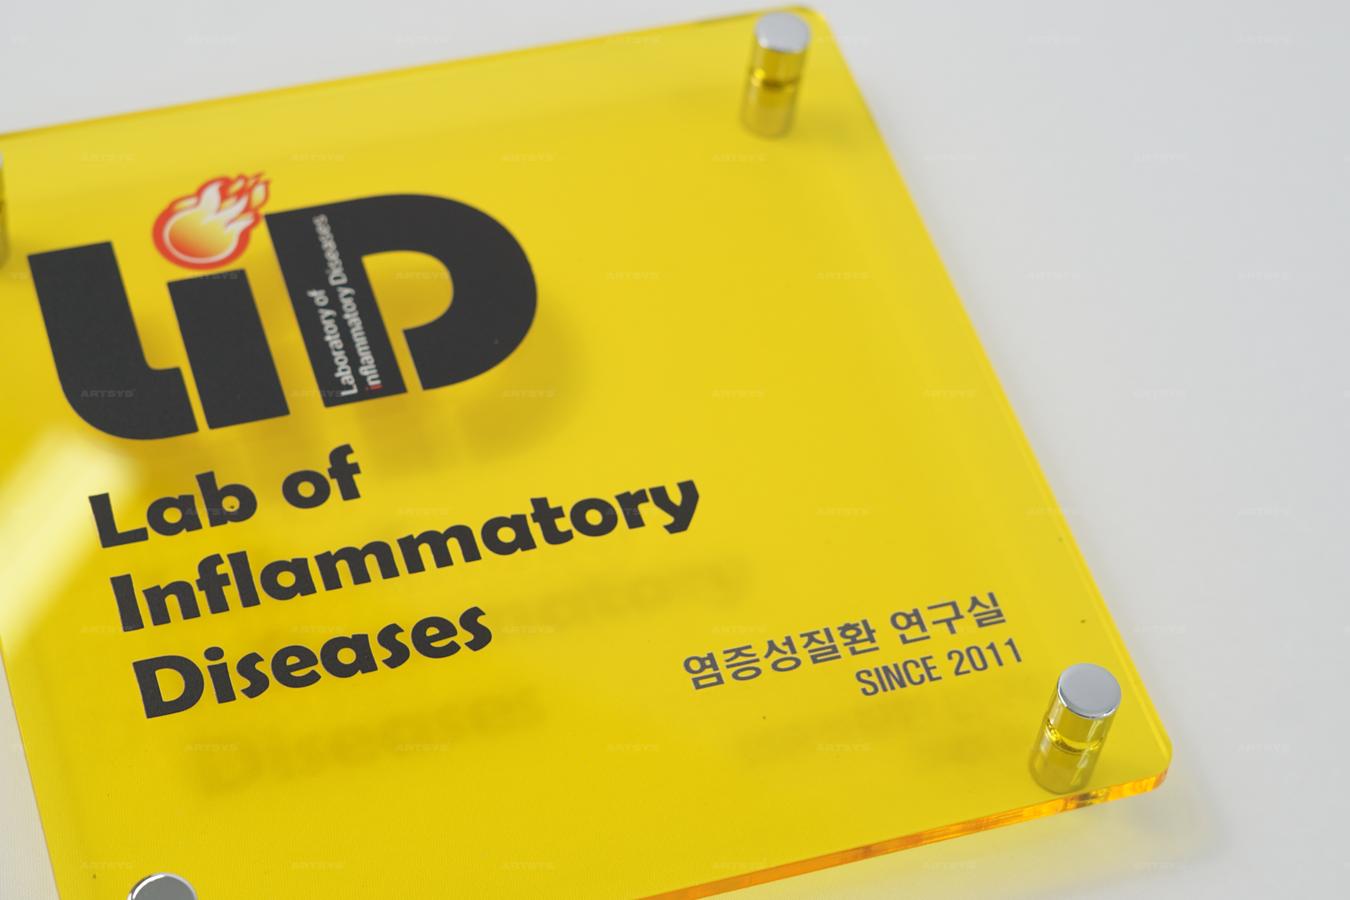 LiD
Laboratory of
inflammatory Diseases
Lab of
Inflammatory
Diseases
염증성질환 연구실
SINCE 2011
ARTSYS